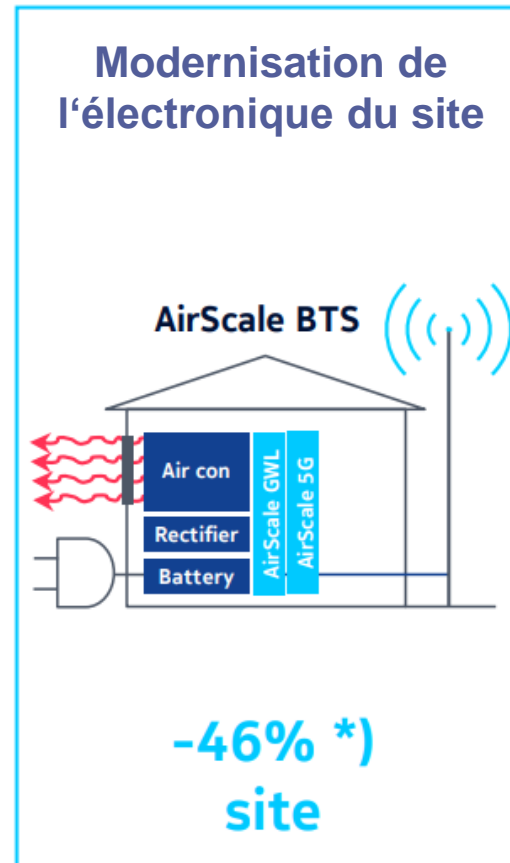 Modernisation de
l‘électronique du site
AirScale BTS
Air con
Rectifier
Battery
AirScale GWL
AirScale 5G
-46% *)
site